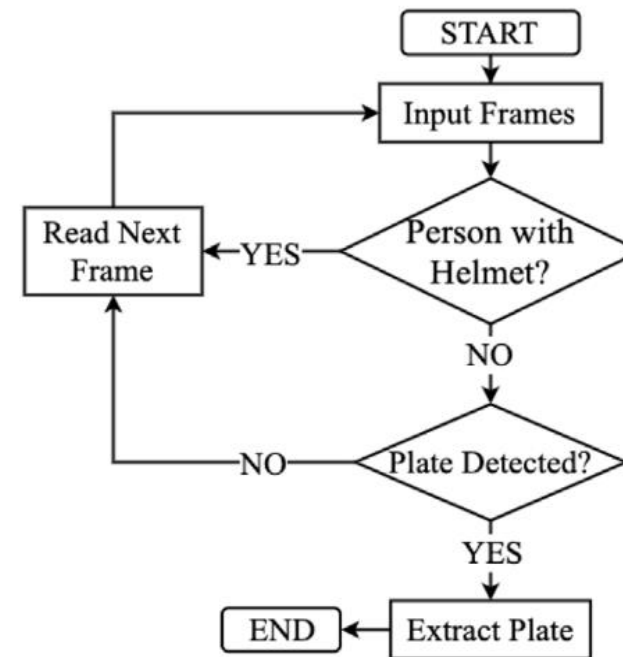 START
Input Frames
Person with
Helmet?
YES
Read Next
Frame
NO
Plate Detected?
NO
YES
Extract Plate
END